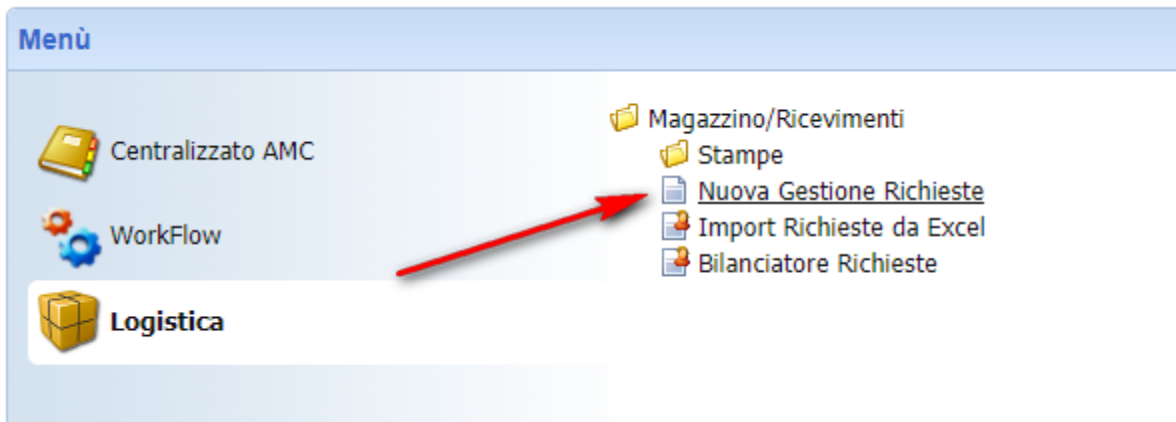 Menù
Centralizzato AMC
WorkFlow
Logistica
Magazzino/Ricevimenti
Stampe
Nuova Gestione Richieste
Import Richieste da Excel
Bilanciatore Richieste